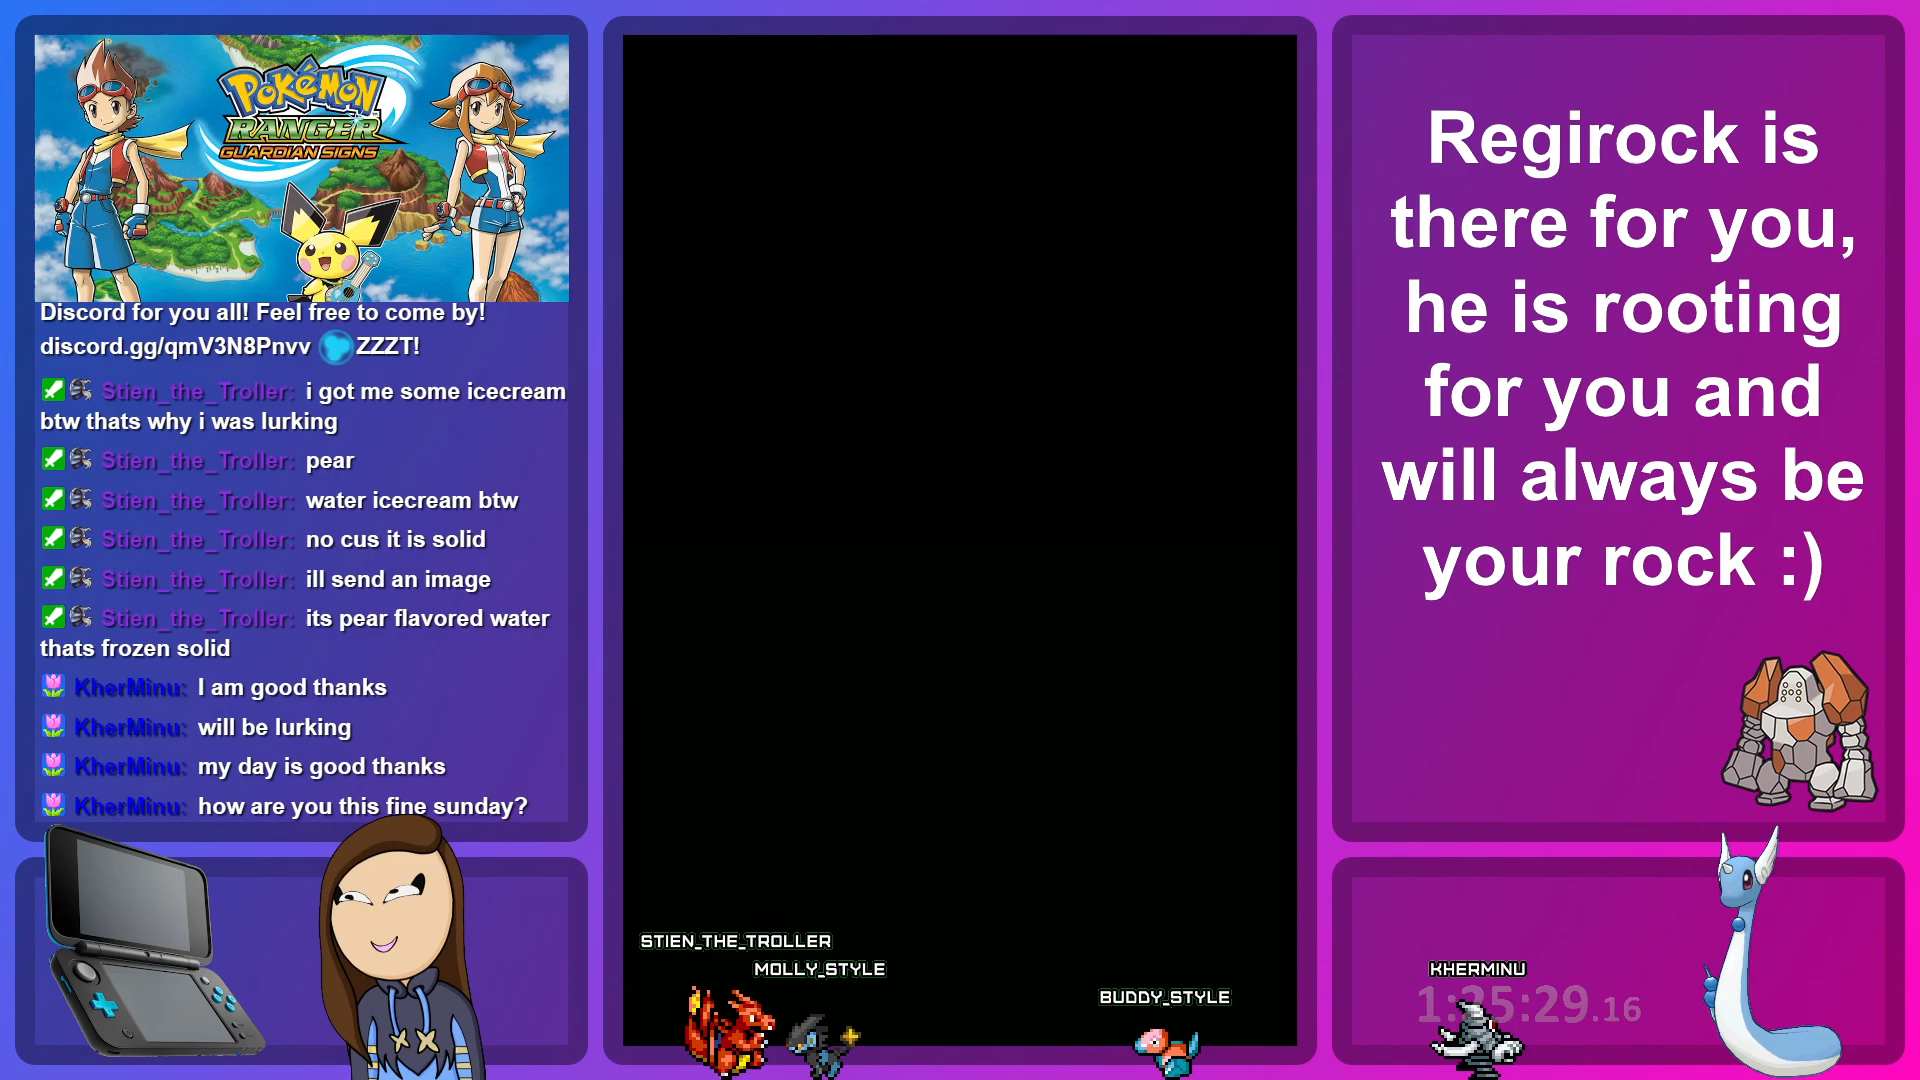 POKéMON
RANGER
GUARDIAN SIGNS
Discord for you all! Feel free to come by!
discord.gg/qmV3N8Pnvv ZZZT!
Stien_the_Troller: i got me some icecream
btw thats why i was lurking
Stien_the_Troller: pear
Stien_the_Troller: water icecream btw
Stien_the_Troller: no cus it is solid
Stien_the_Troller: ill send an image
Stien_the_Troller: its pear flavored water
thats frozen solid
KherMinu: I am good thanks
KherMinu: will be lurking
KherMinu: my day is good thanks
KherMinu: how are you this fine sunday?
STIEN_THE_TROLLER
MOLLY_STYLE
BUDDY_STYLE
Regirock is
there for you,
he is rooting
for you and
will always be
your rock :)
KHERMINU
1:25:29.16